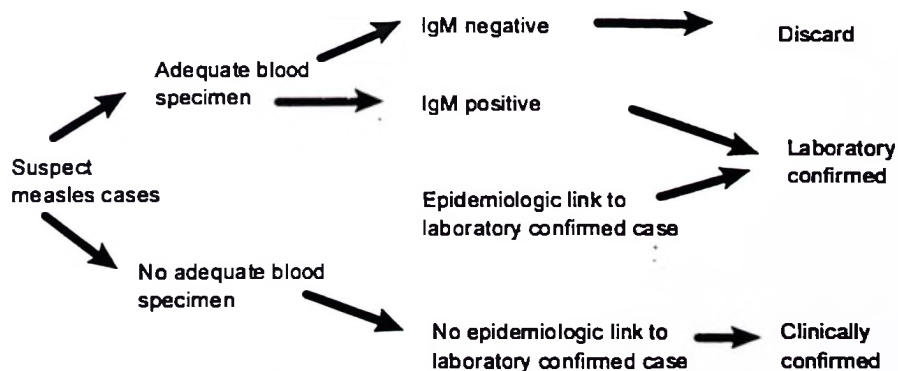 IgM negative
Discard
Adequate blood
specimen
IgM positive
Suspect
measles cases
Laboratory
confirmed
Epidemiologic link to
laboratory confirmed case
No adequate blood
specimen
No epidemiologic link to
laboratory confirmed case
Clinically
confirmed